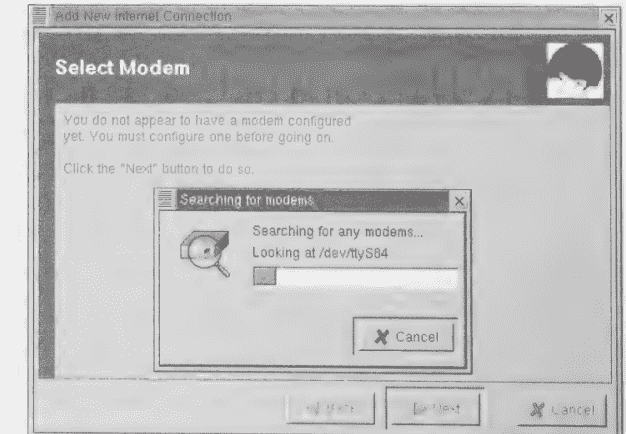 Add New Internet Connection
Select Modem
You do not appear to have a modem configured
yet. You must configure one before going on.
Click the "Next" button to do so.
Searching for modems
Searching for any modems...
Looking at /dev/ttyS64
Cancel
Back
Next
Cancel